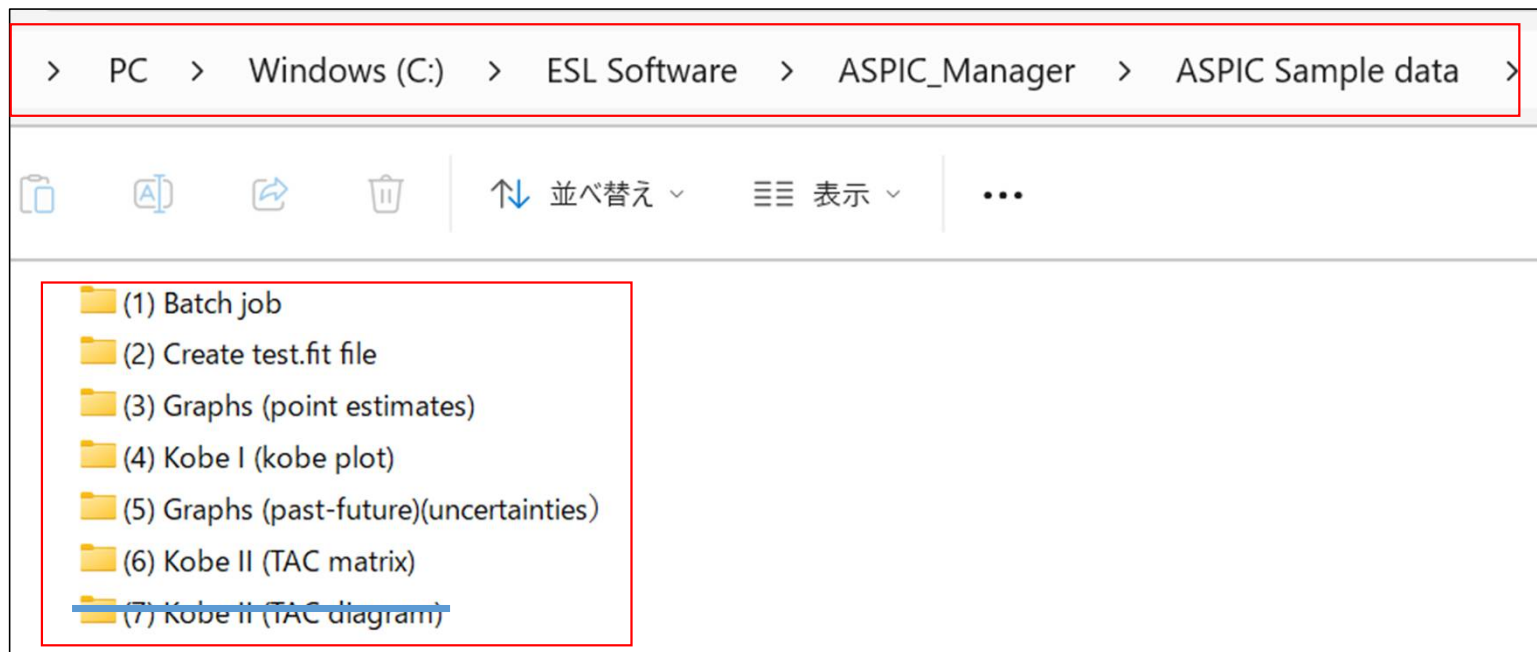 > PC > Windows (C:) > ESL Software > ASPIC_Manager > ASPIC Sample data >
並べ替え 表示 •••
(1) Batch job
(2) Create test.fit file
(3) Graphs (point estimates)
(4) Kobe I (kobe plot)
(5) Graphs (past-future)(uncertainties）
(6) Kobe II (TAC matrix)
(7) Kobe II (TAC diagram)